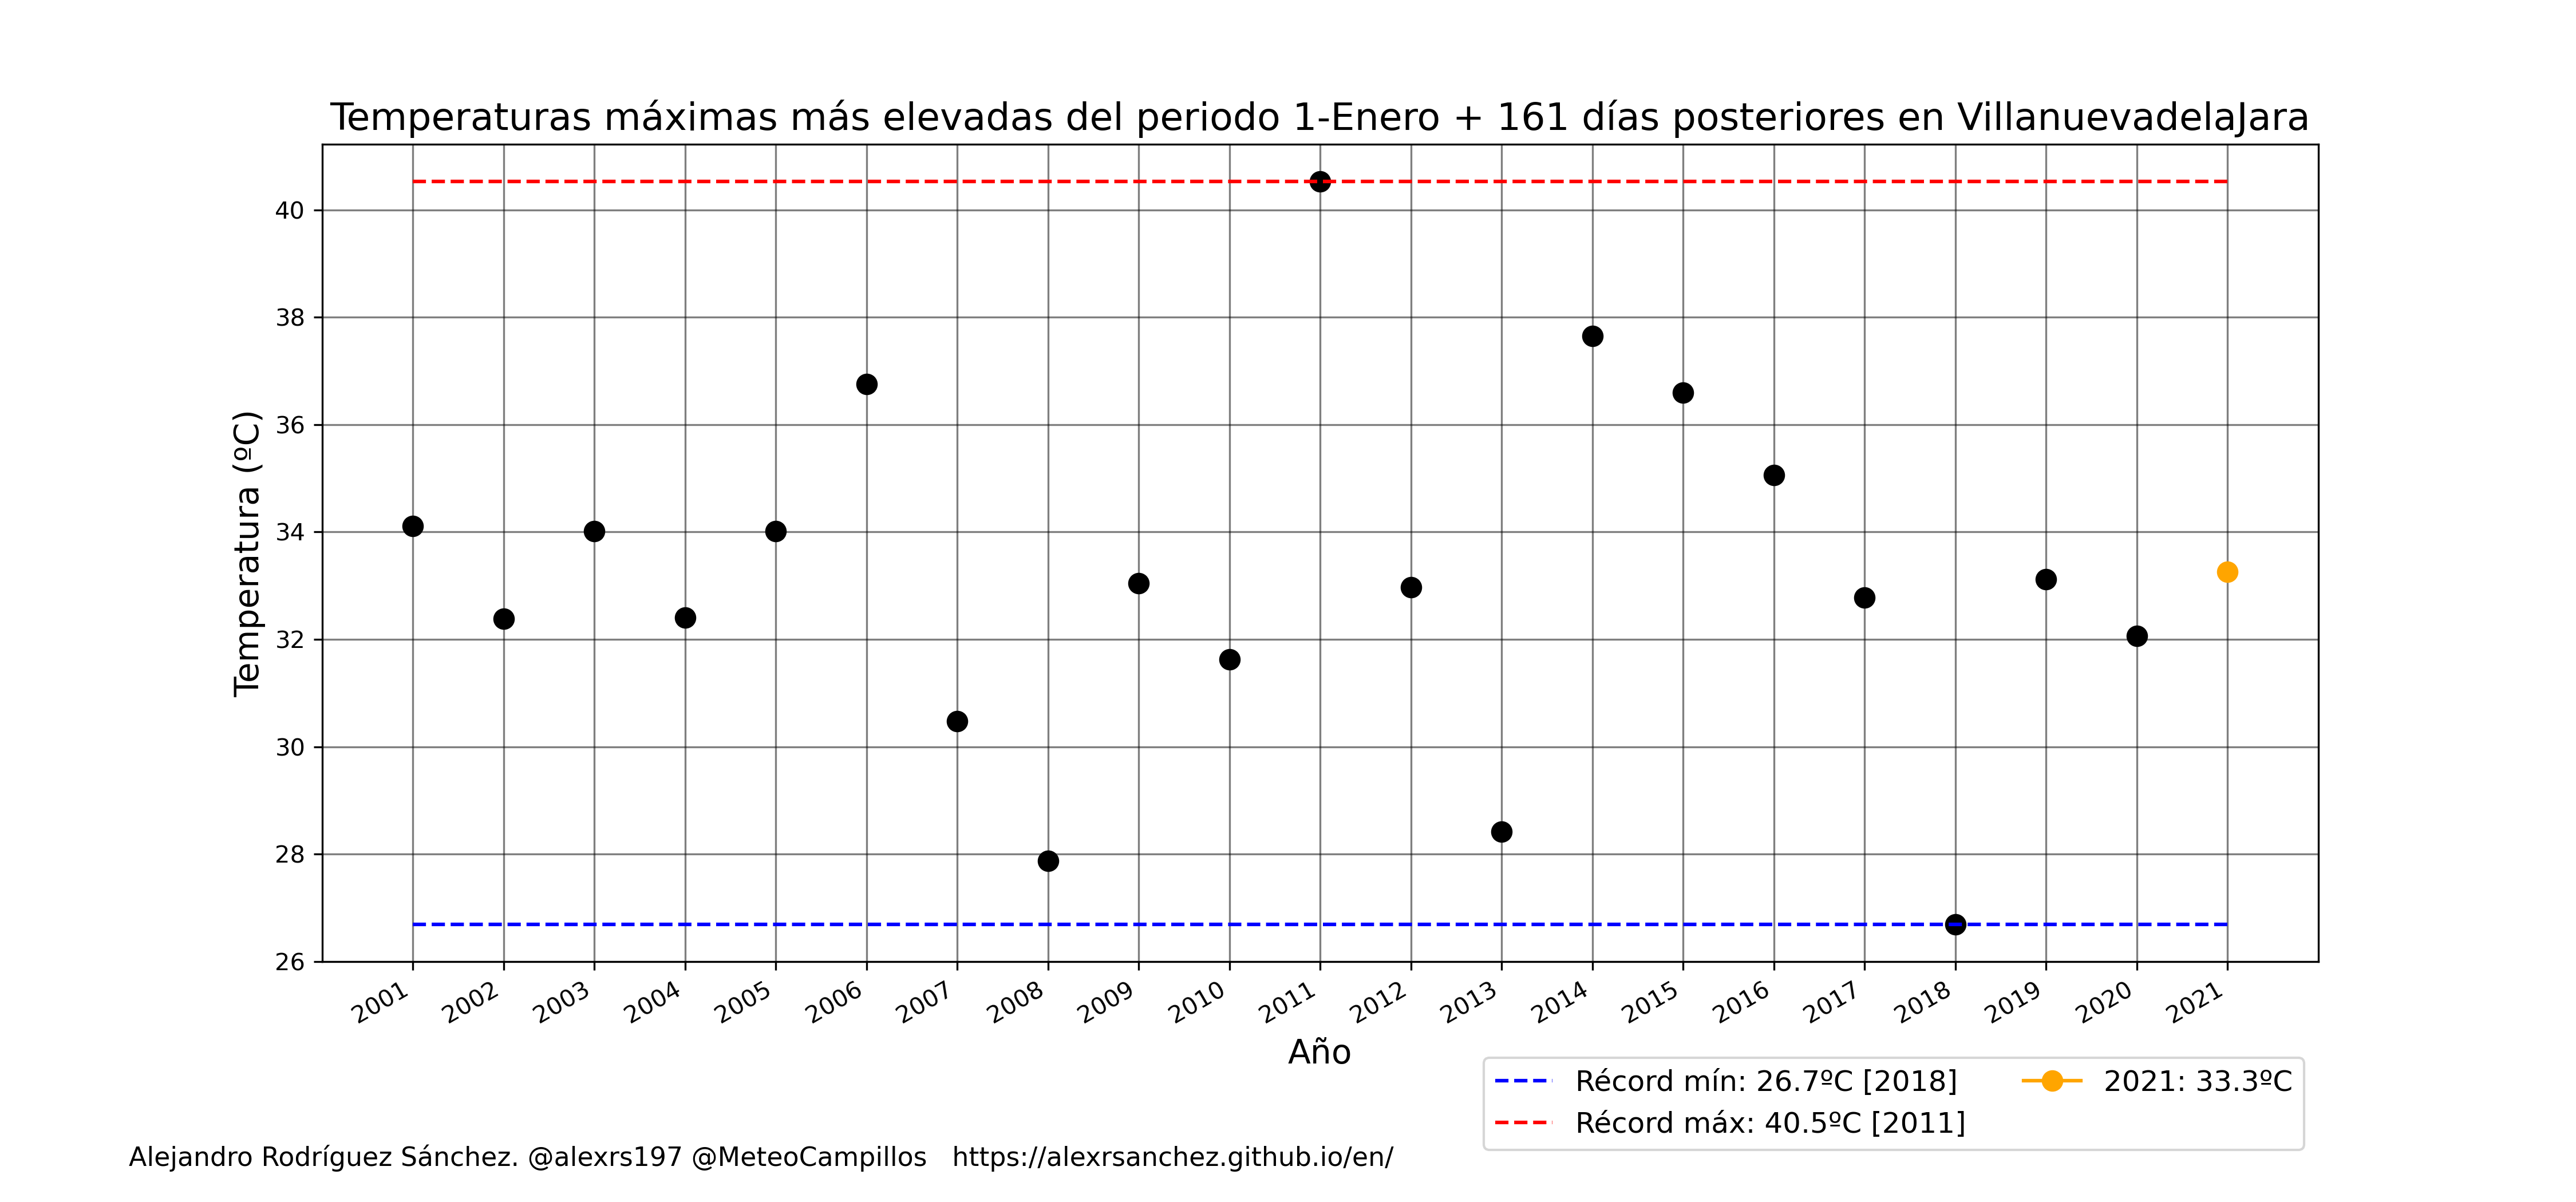 Temperaturas máximas más elevadas del periodo 1-Enero + 161 días posteriores en VillanuevadelaJara
Temperatura (ºC)
40
38
36
34
32
30
28
26
2001 2002 2003 2004 2005 2006 2007 2008 2009 2010 2011 2012 2013 2014 2015 2016 2017 2018 2019 2020 2021
Año
Récord mín: 26.7ºC [2018]
Récord máx: 40.5ºC [2011]
2021: 33.3ºC
Alejandro Rodríguez Sánchez. @alexrs197 @MeteoCampillos https://alexrsanchez.github.io/en/